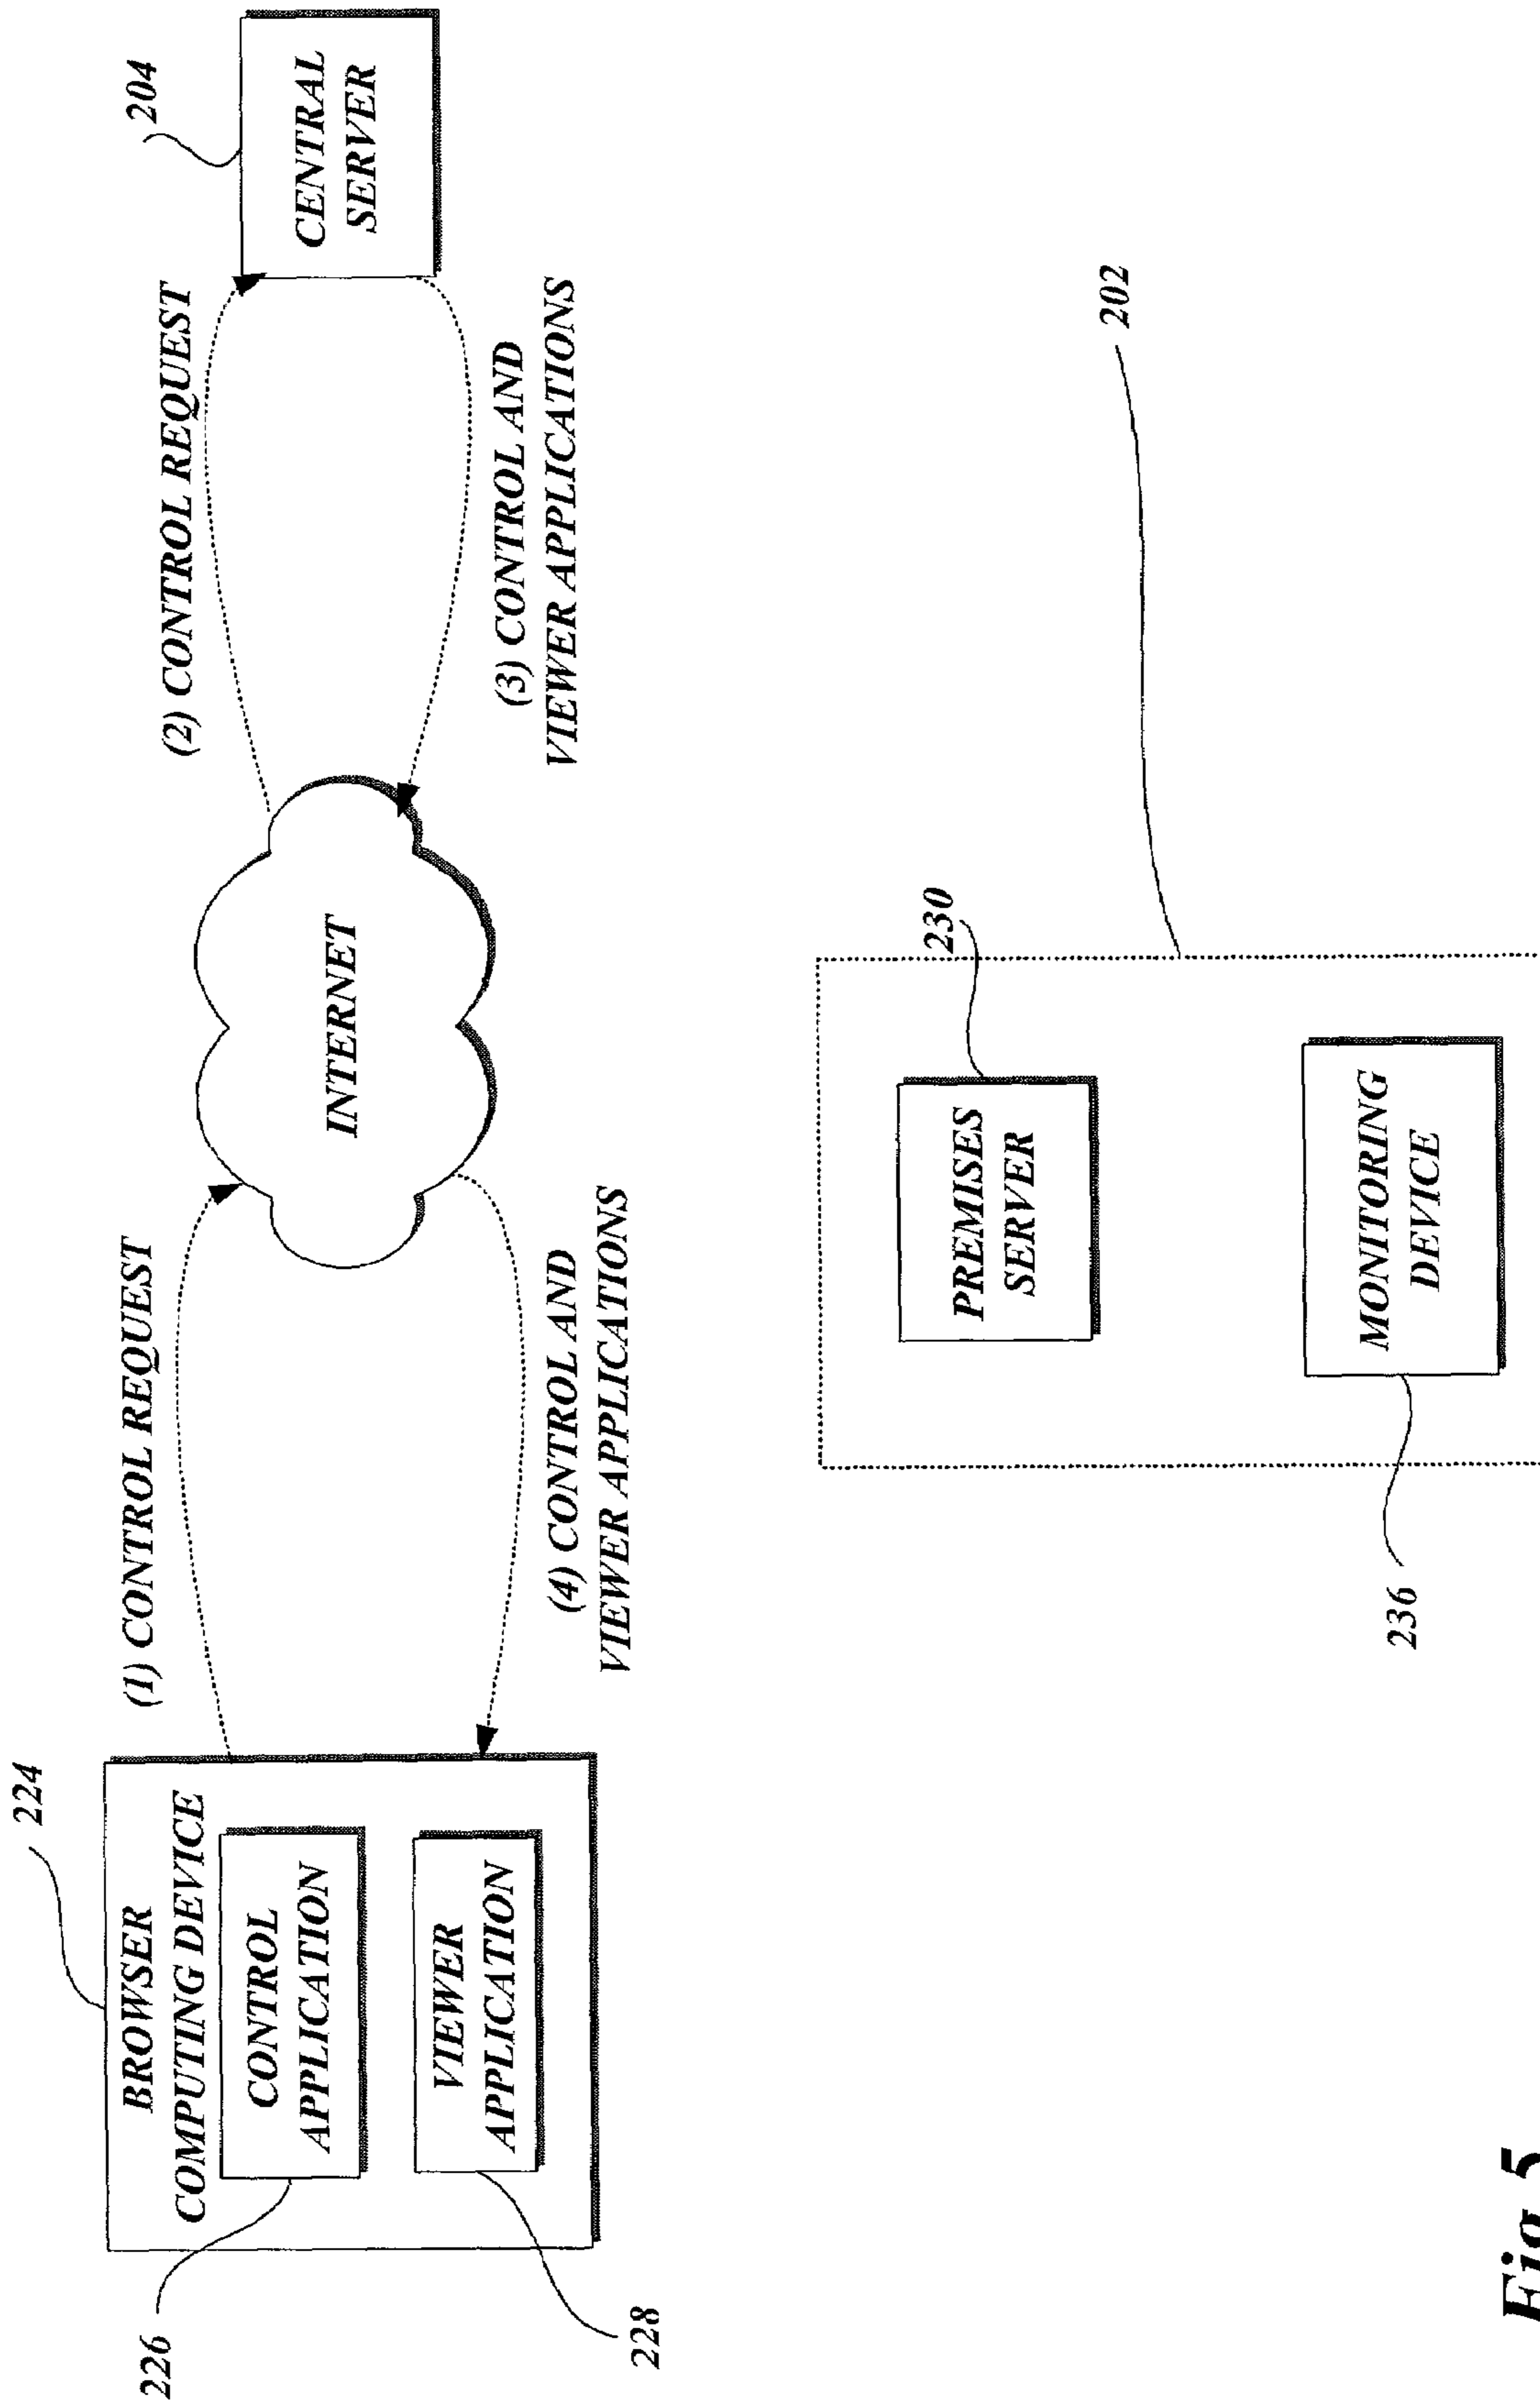 224
BROWSER
COMPUTING DEVICE
CONTROL
APPLICATION
226
VIEWER
APPLICATION
228
(1) CONTROL REQUEST
(4) CONTROL AND
VIEWER APPLICATIONS
INTERNET
(2) CONTROL REQUEST
(3) CONTROL AND
VIEWER APPLICATIONS
204
CENTRAL
SERVER
202
230
PREMISES
SERVER
MONITORING
DEVICE
236
Fig.5